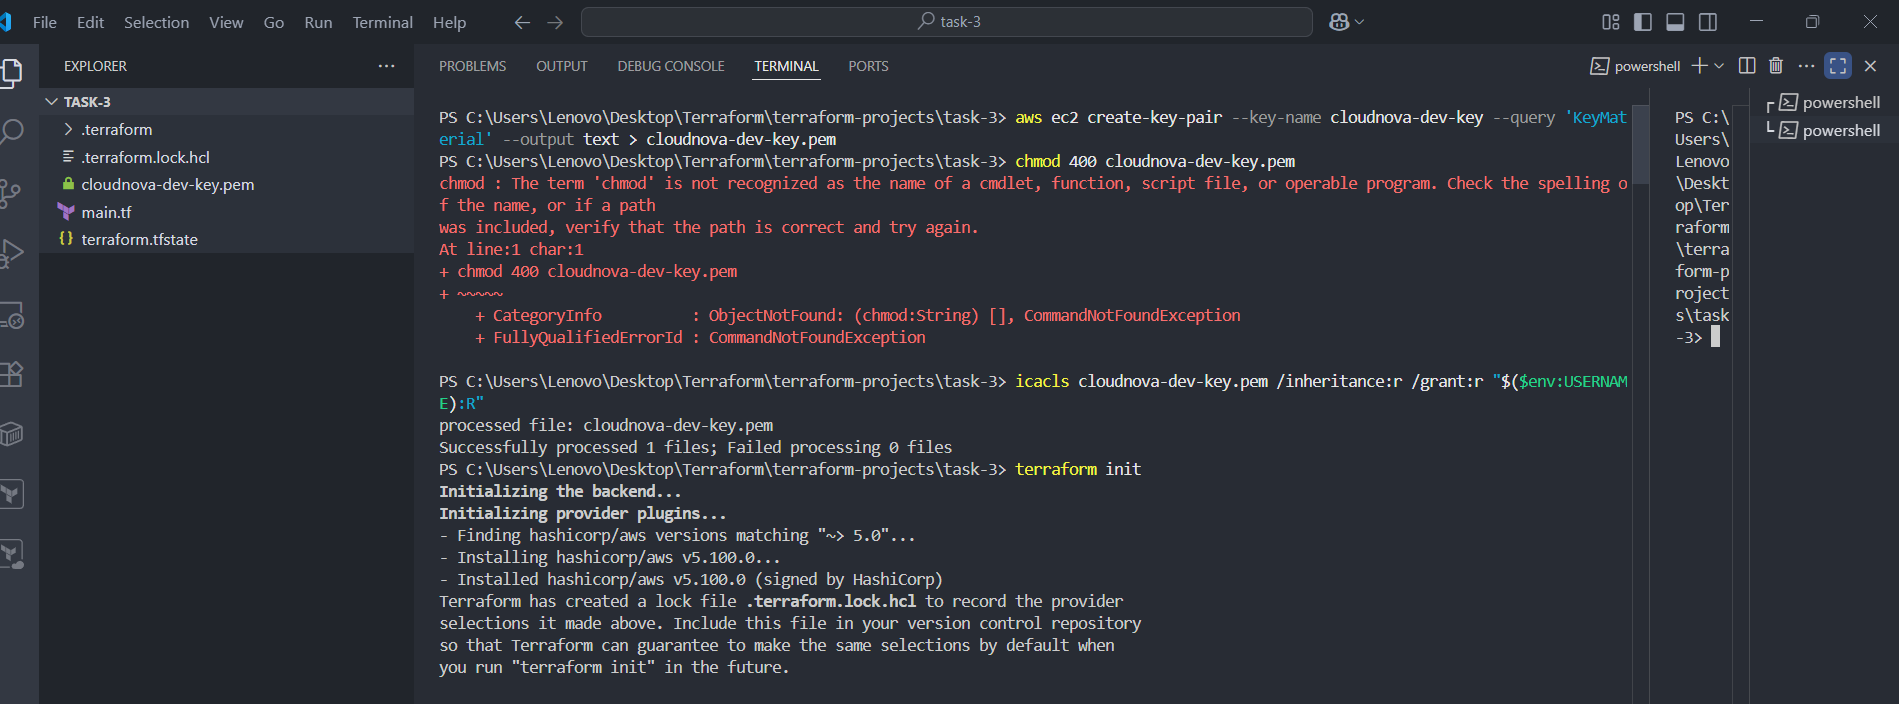 File Edit Selection View Go Run Terminal Help
task-3
EXPLORER
TASK-3
.terraform
.terraform.lock.hcl
cloudnova-dev-key.pem
main.tf
terraform.tfstate
PROBLEMS OUTPUT DEBUG CONSOLE TERMINAL PORTS
powershell
PS C:\Users\Lenovo\Desktop\Terraform\terraform-projects\task-3> aws ec2 create-key-pair --key-name cloudnova-dev-key --query 'KeyMat
erial' --output text > cloudnova-dev-key.pem
PS C:\Users\Lenovo\Desktop\Terraform\terraform-projects\task-3> chmod 400 cloudnova-dev-key.pem
chmod : The term 'chmod' is not recognized as the name of a cmdlet, function, script file, or operable program. Check the spelling o
f the name, or if a path
was included, verify that the path is correct and try again.
At line:1 char:1
+ chmod 400 cloudnova-dev-key.pem
+ ~~~~~
+ CategoryInfo : ObjectNotFound: (chmod:String) [], CommandNotFoundException
+ FullyQualifiedErrorId : CommandNotFoundException
PS C:\Users\Lenovo\Desktop\Terraform\terraform-projects\task-3> icacls cloudnova-dev-key.pem /inheritance:r /grant:r "$($env:USERNAM
E):R"
processed file: cloudnova-dev-key.pem
Successfully processed 1 files; Failed processing 0 files
PS C:\Users\Lenovo\Desktop\Terraform\terraform-projects\task-3> terraform init
Initializing the backend...
Initializing provider plugins...
- Finding hashicorp/aws versions matching "~> 5.0"...
- Installing hashicorp/aws v5.100.0...
- Installed hashicorp/aws v5.100.0 (signed by HashiCorp)
Terraform has created a lock file .terraform.lock.hcl to record the provider
selections it made above. Include this file in your version control repository
so that Terraform can guarantee to make the same selections by default when
you run "terraform init" in the future.
PS C:\
Users\
Lenovo
\Deskt
op\Ter
raform
\terra
form-p
roject
s\task
-3>
powershell
powershell